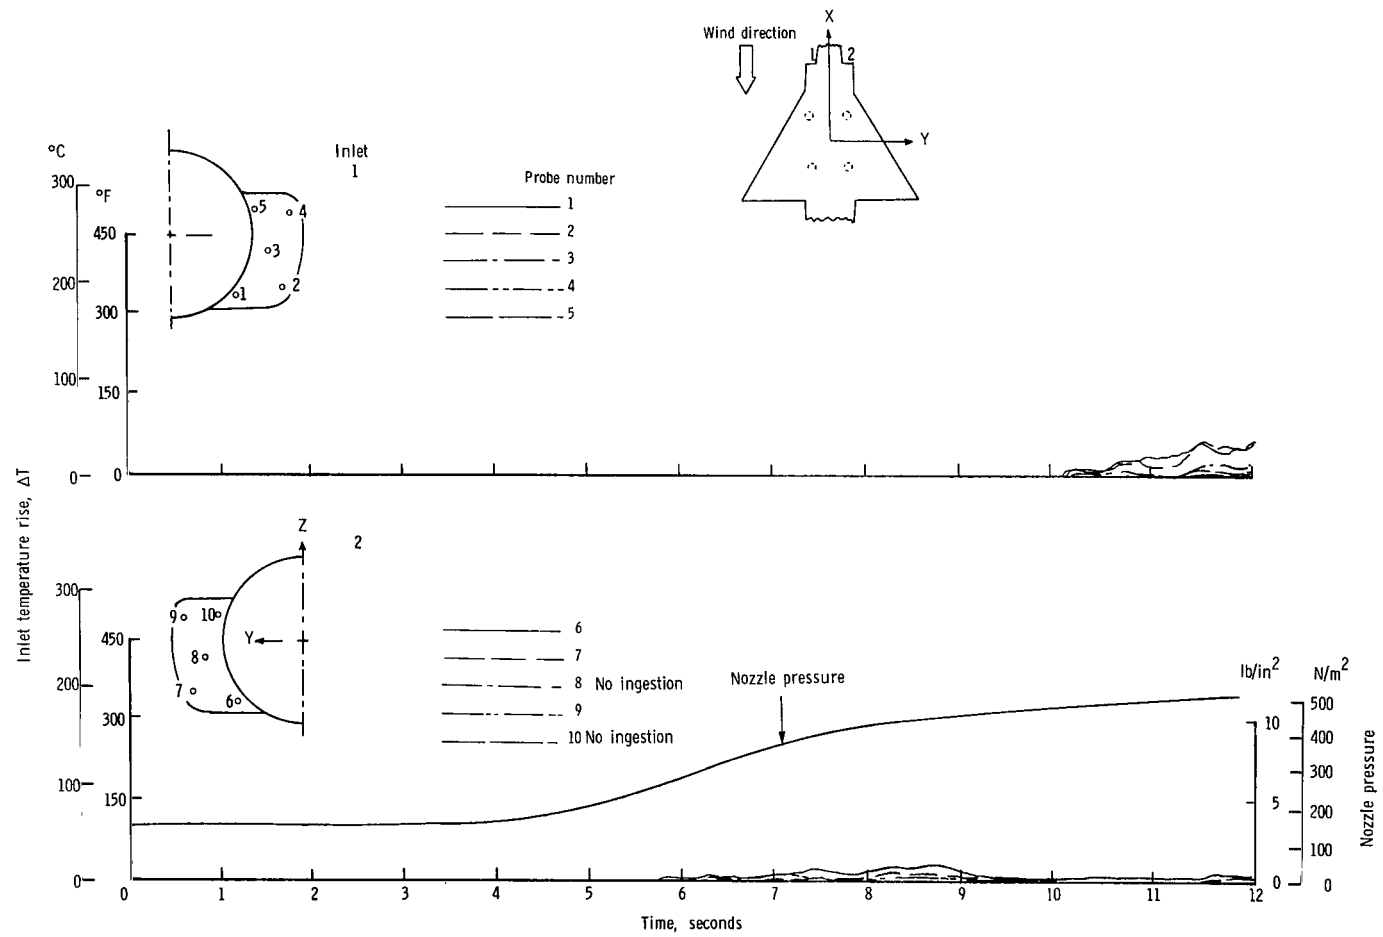 X
Wind direction
1 2
Y
°C
Inlet
1
300
°F
Probe number
5 4
1
450
2
3
3
200
4
1 2
300
5
100
150
0
0
Inlet temperature rise, ΔT
Z
2
300
9 10
6
450
Y
8
7
200
7
8 No ingestion
Nozzle pressure
lb/in²
N/m²
6
9
500
300
10
10 No ingestion
400
300
100
150
5
200
100
0
0
0
0 1 2 3 4 5 6 7 8 9 10 11 12
Nozzle pressure
Time, seconds